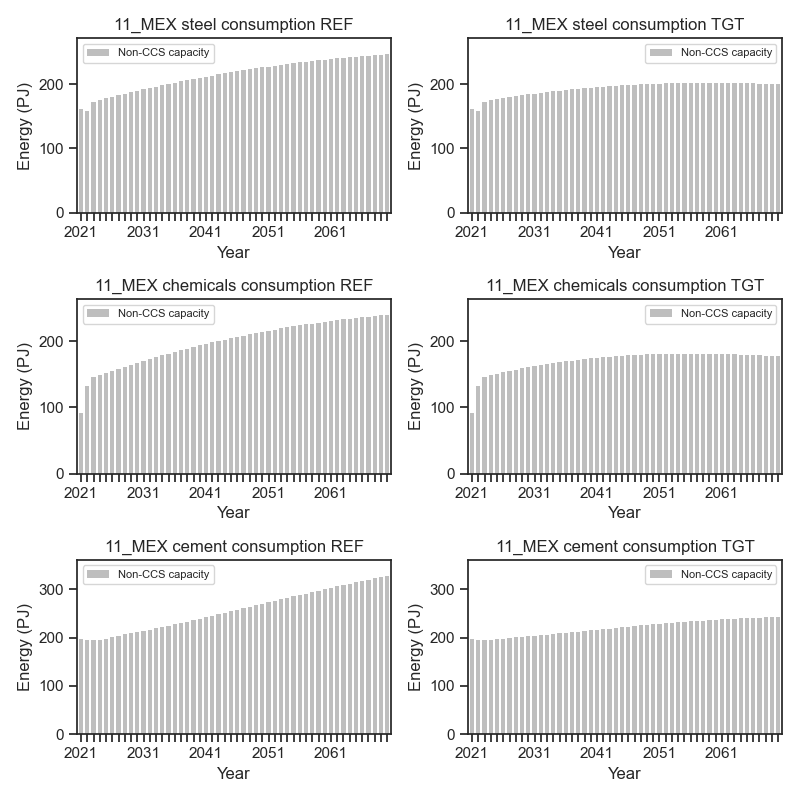 11_MEX steel consumption REF
Non-CCS capacity
Energy (PJ)
200
100
0
2021 2031 2041 2051 2061
Year
11_MEX steel consumption TGT
Non-CCS capacity
Energy (PJ)
200
100
0
2021 2031 2041 2051 2061
Year
11_MEX chemicals consumption REF
Non-CCS capacity
Energy (PJ)
200
100
0
2021 2031 2041 2051 2061
Year
11_MEX chemicals consumption TGT
Non-CCS capacity
Energy (PJ)
200
100
0
2021 2031 2041 2051 2061
Year
11_MEX cement consumption REF
Non-CCS capacity
Energy (PJ)
300
200
100
0
2021 2031 2041 2051 2061
Year
11_MEX cement consumption TGT
Non-CCS capacity
Energy (PJ)
300
200
100
0
2021 2031 2041 2051 2061
Year